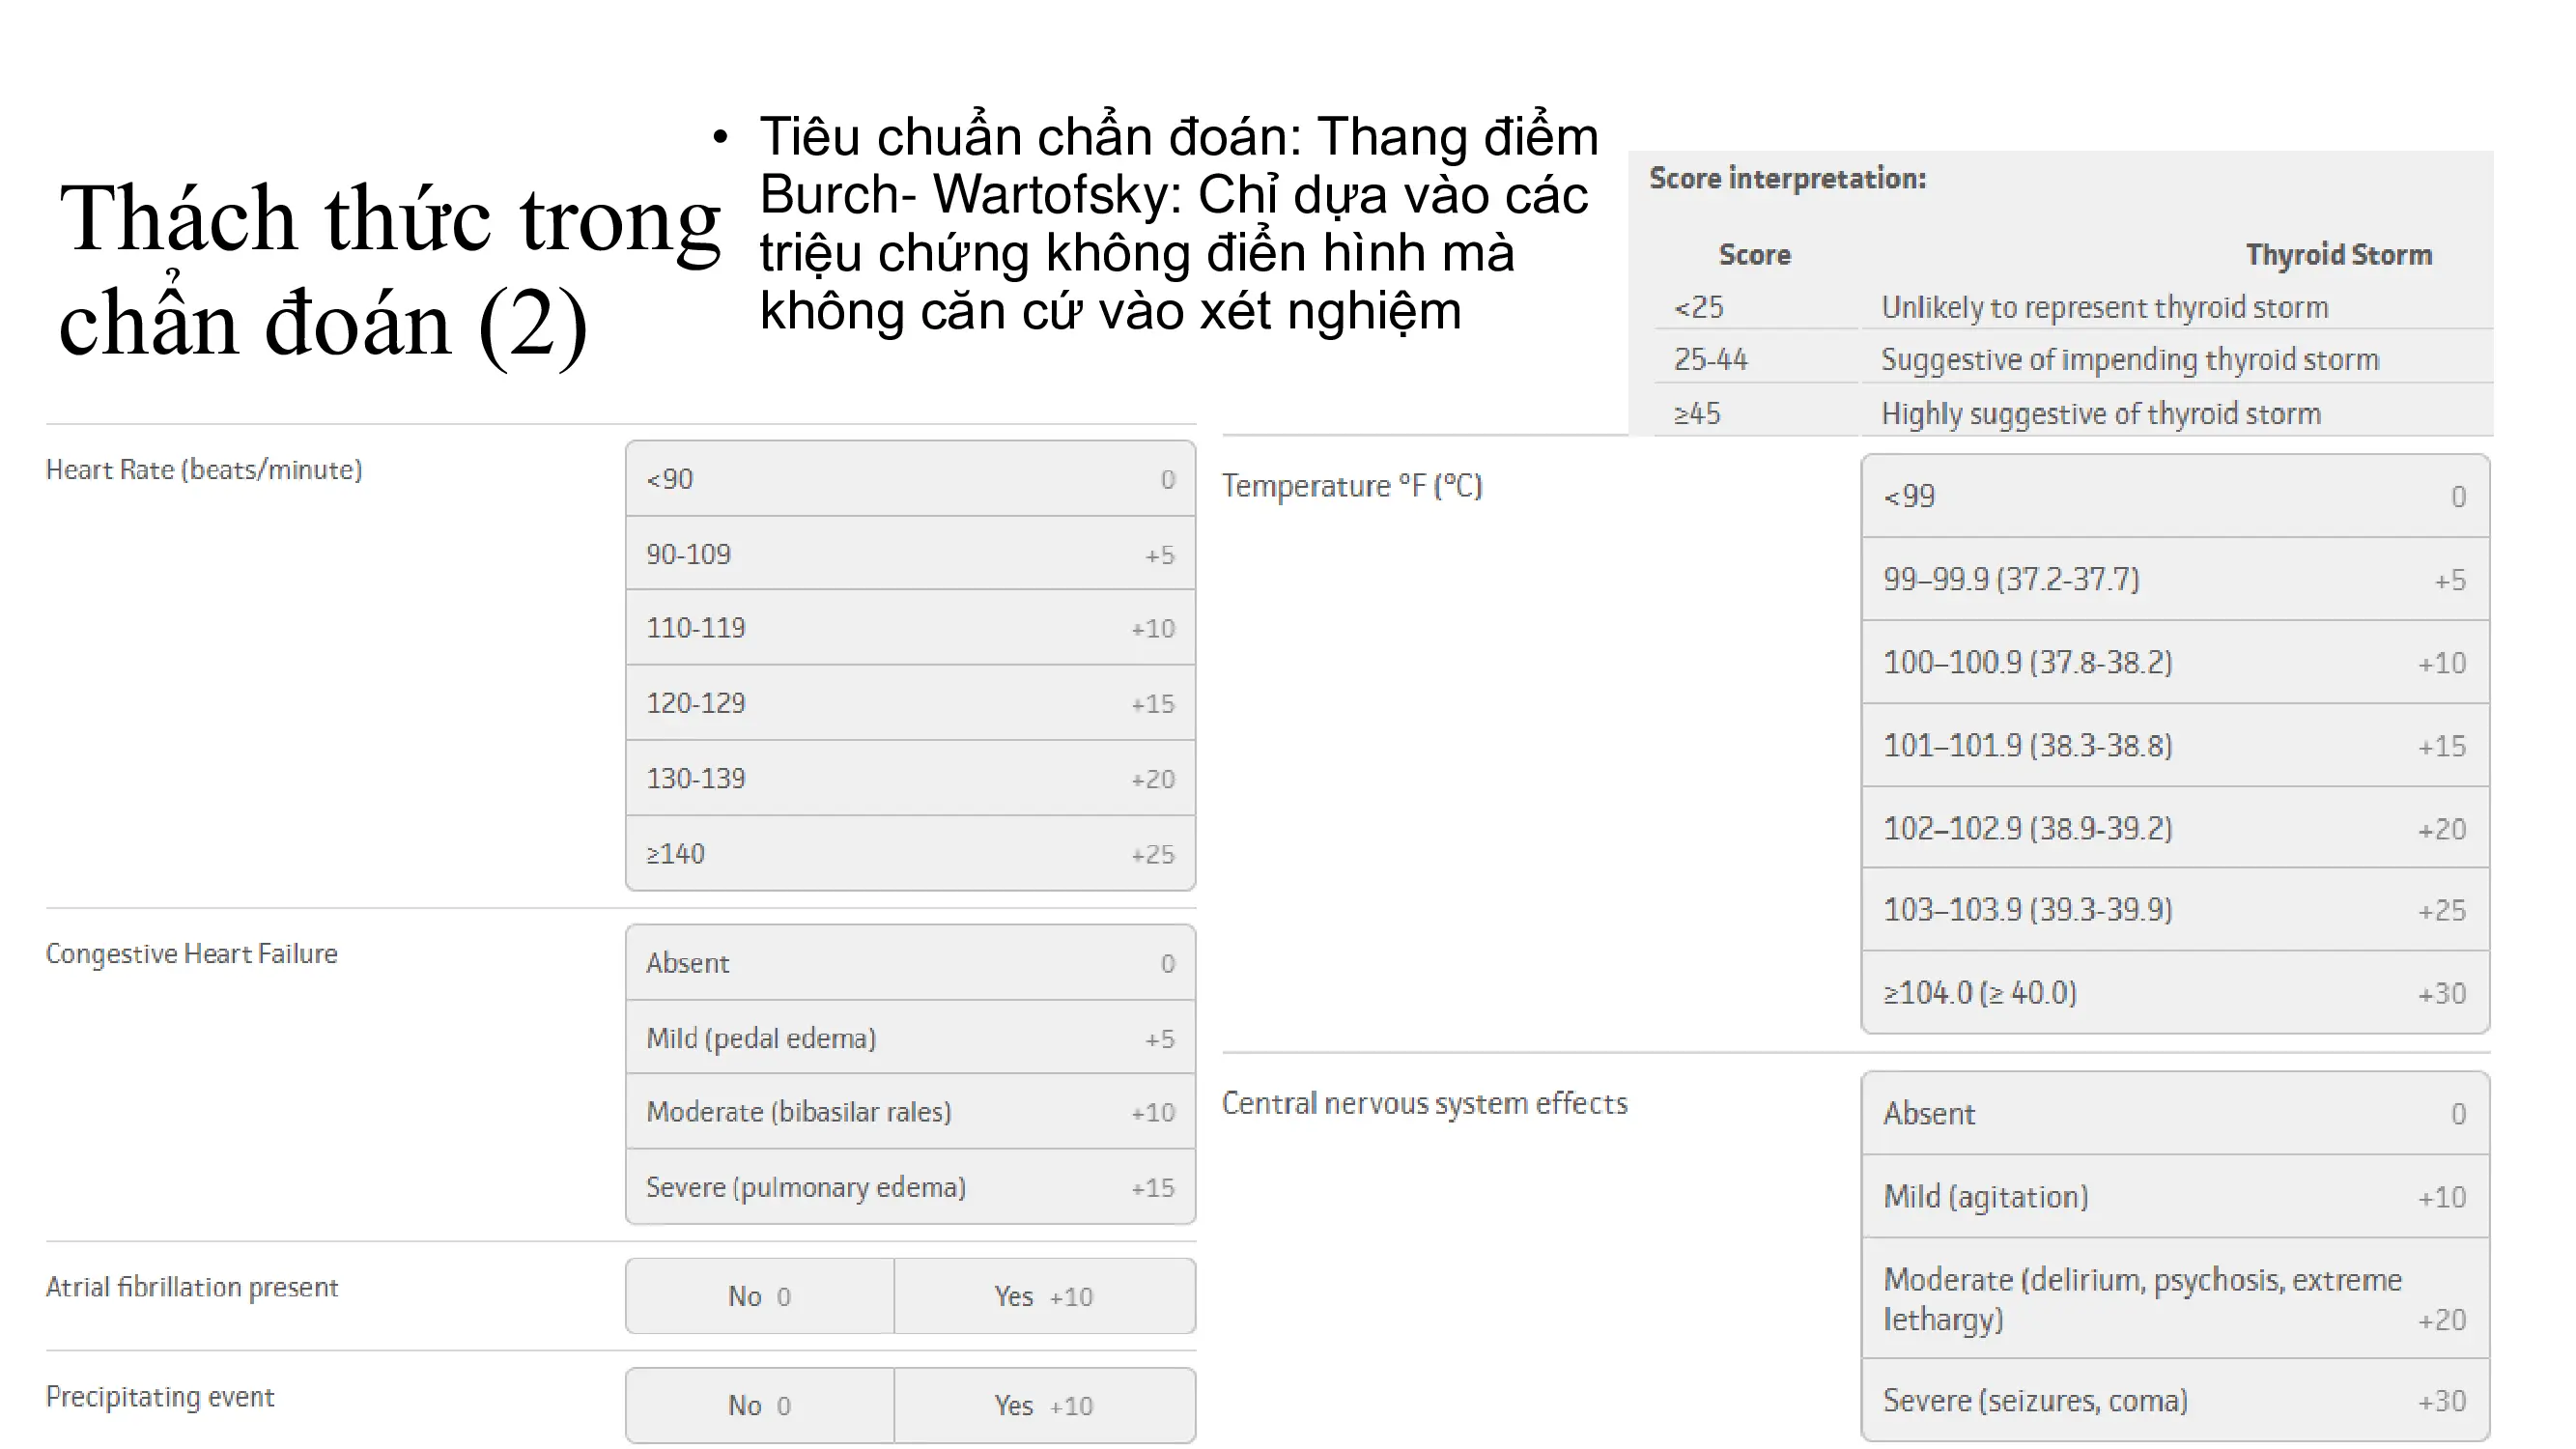 Thách thức trong
chẩn đoán (2)
• Tiêu chuẩn chẩn đoán: Thang điểm
Burch- Wartofsky: Chỉ dựa vào các
triệu chứng không điển hình mà
không căn cứ vào xét nghiệm
Score interpretation:
Score Thyroid Storm
<25 Unlikely to represent thyroid storm
25-44 Suggestive of impending thyroid storm
≥45 Highly suggestive of thyroid storm
Heart Rate (beats/minute)
<90 0
90-109 +5
110-119 +10
120-129 +15
130-139 +20
≥140 +25
Congestive Heart Failure
Absent 0
Mild (pedal edema) +5
Moderate (bibasilar rales) +10
Severe (pulmonary edema) +15
Atrial fibrillation present
No 0 Yes +10
Precipitating event
No 0 Yes +10
Temperature °F (°C)
<99 0
99–99.9 (37.2-37.7) +5
100–100.9 (37.8-38.2) +10
101–101.9 (38.3-38.8) +15
102–102.9 (38.9-39.2) +20
103–103.9 (39.3-39.9) +25
≥104.0 (≥ 40.0) +30
Central nervous system effects
Absent 0
Mild (agitation) +10
Moderate (delirium, psychosis, extreme
lethargy) +20
Severe (seizures, coma) +30